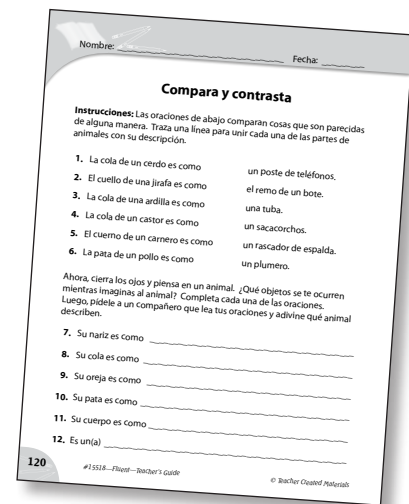 Nombre: Fecha:
Compara y contrasta
Instrucciones: Las oraciones de abajo comparan cosas que son parecidas
de alguna manera. Traza una línea para unir cada una de las partes de
animales con su descripción.
1. La cola de un cerdo es como un poste de teléfonos.
2. El cuello de una jirafa es como el remo de un bote.
3. La cola de una ardilla es como una tuba.
4. La cola de un castor es como un sacacorchos.
5. El cuerno de un carnero es como un rascador de espalda.
6. La pata de un pollo es como un plumero.
Ahora, cierra los ojos y piensa en un animal. ¿Qué objetos se te ocurren
mientras imaginas al animal? Completa cada una de las oraciones.
Luego, pídele a un compañero que lea tus oraciones y adivine qué animal
describen.
7. Su nariz es como
8. Su cola es como
9. Su oreja es como
10. Su pata es como
11. Su cuerpo es como
12. Es un(a)
120 #15518—Fluent—Teacher's Guide © Teacher Created Materials